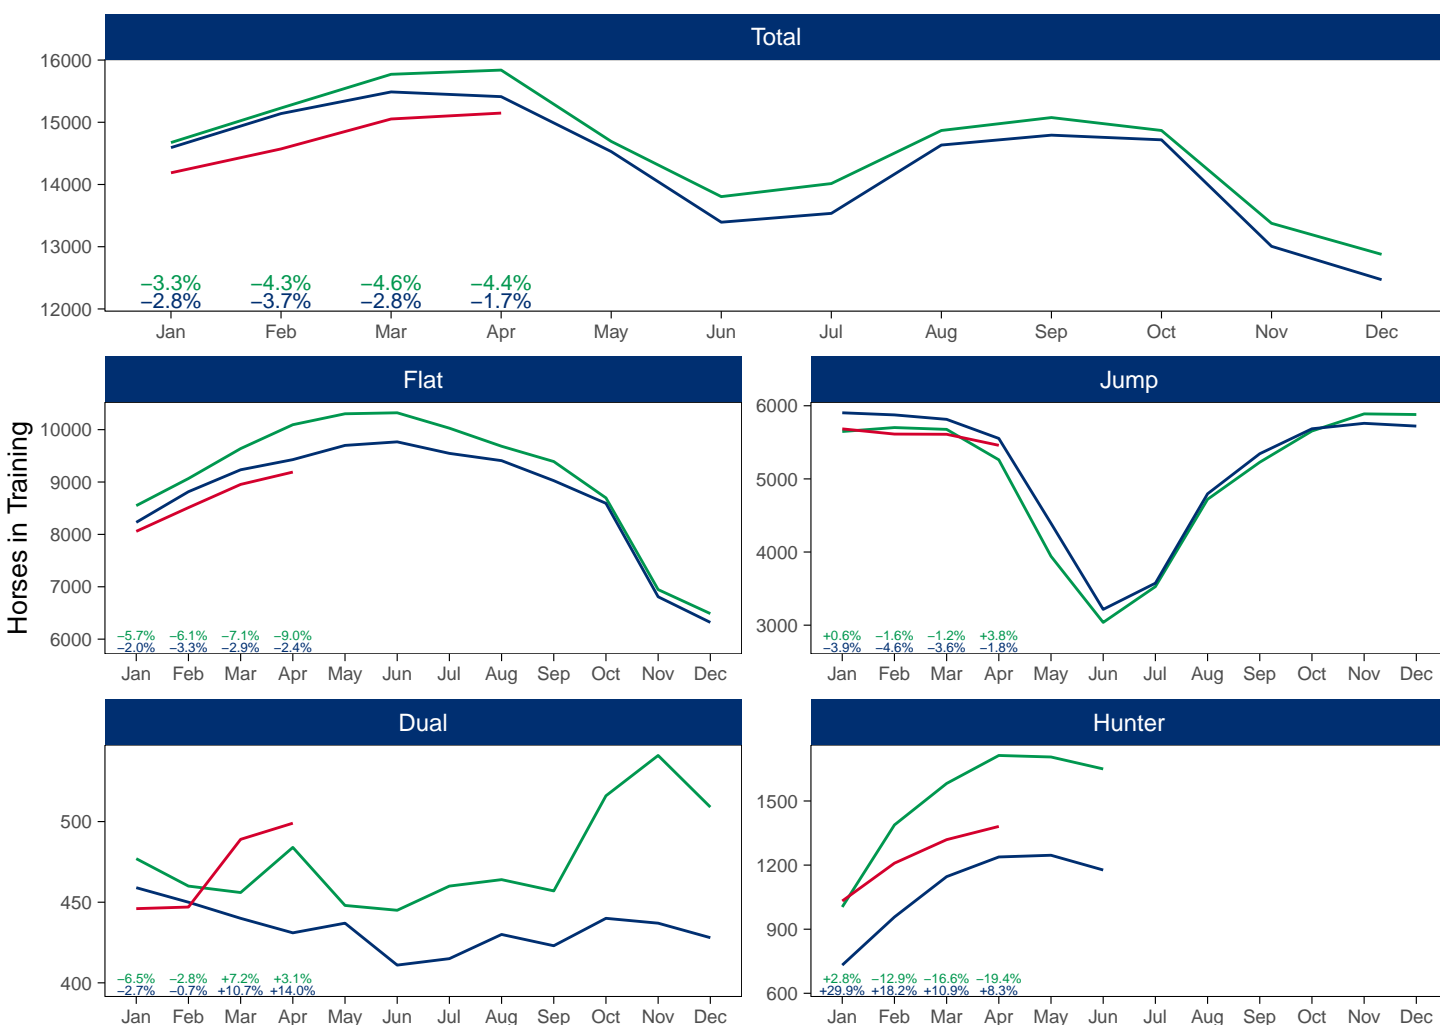 Total
16000
15000
14000
13000
12000
−3.3% −4.3% −4.6% −4.4%
−2.8% −3.7% −2.8% −1.7%
Jan Feb Mar Apr May Jun Jul Aug Sep Oct Nov Dec
Horses in Training
Flat
10000
9000
8000
7000
6000
−5.7% −6.1% −7.1% −9.0%
−2.0% −3.3% −2.9% −2.4%
Jan Feb Mar Apr May Jun Jul Aug Sep Oct Nov Dec
Jump
6000
5000
4000
3000
+0.6% −1.6% −1.2% +3.8%
−3.9% −4.6% −3.6% −1.8%
Jan Feb Mar Apr May Jun Jul Aug Sep Oct Nov Dec
Dual
500
450
400
−6.5% −2.8% +7.2% +3.1%
−2.7% −0.7% +10.7% +14.0%
Jan Feb Mar Apr May Jun Jul Aug Sep Oct Nov Dec
Hunter
1500
1200
900
600
+2.8% −12.9% −16.6% −19.4%
+29.9% +18.2% +10.9% +8.3%
Jan Feb Mar Apr May Jun Jul Aug Sep Oct Nov Dec